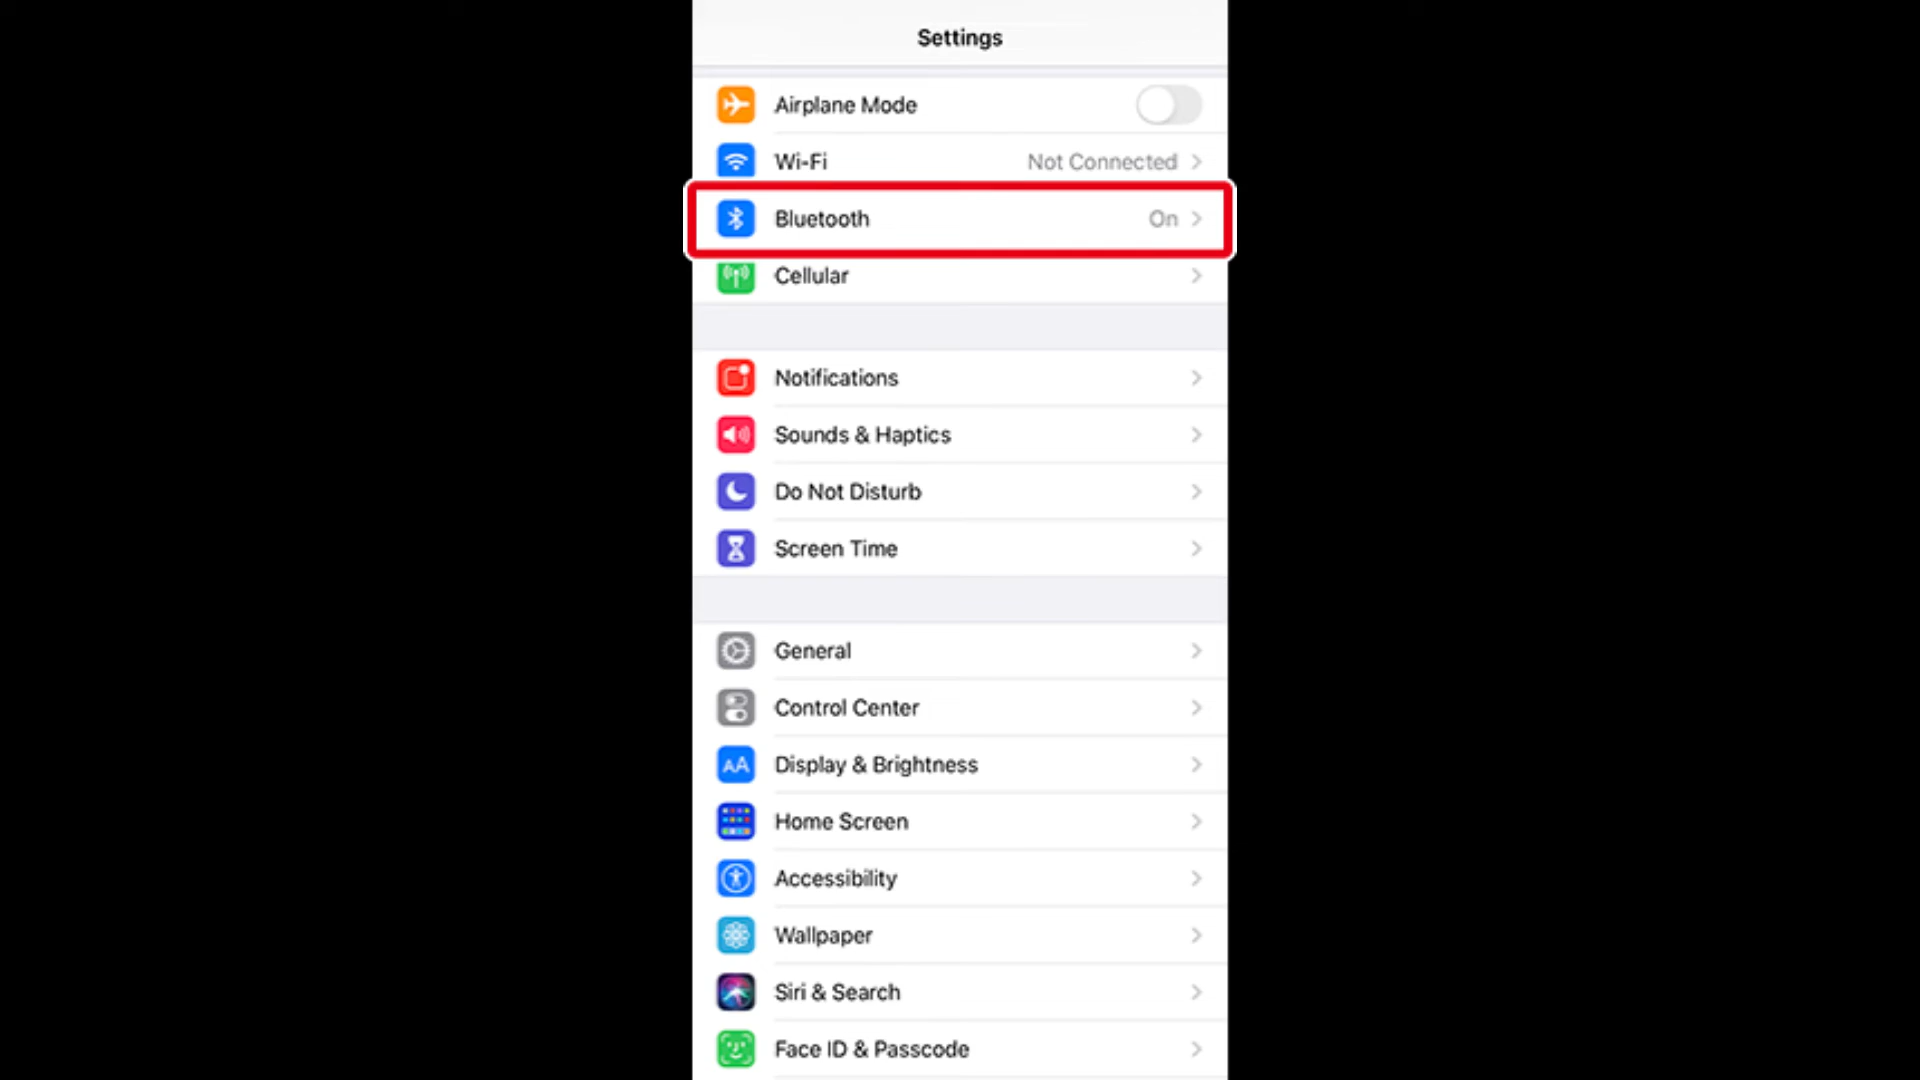 Settings
Airplane Mode
Wi-Fi Not Connected
Bluetooth On
Cellular
Notifications
Sounds & Haptics
Do Not Disturb
Screen Time
General
Control Center
AA Display & Brightness
Home Screen
Accessibility
Wallpaper
Siri & Search
Face ID & Passcode